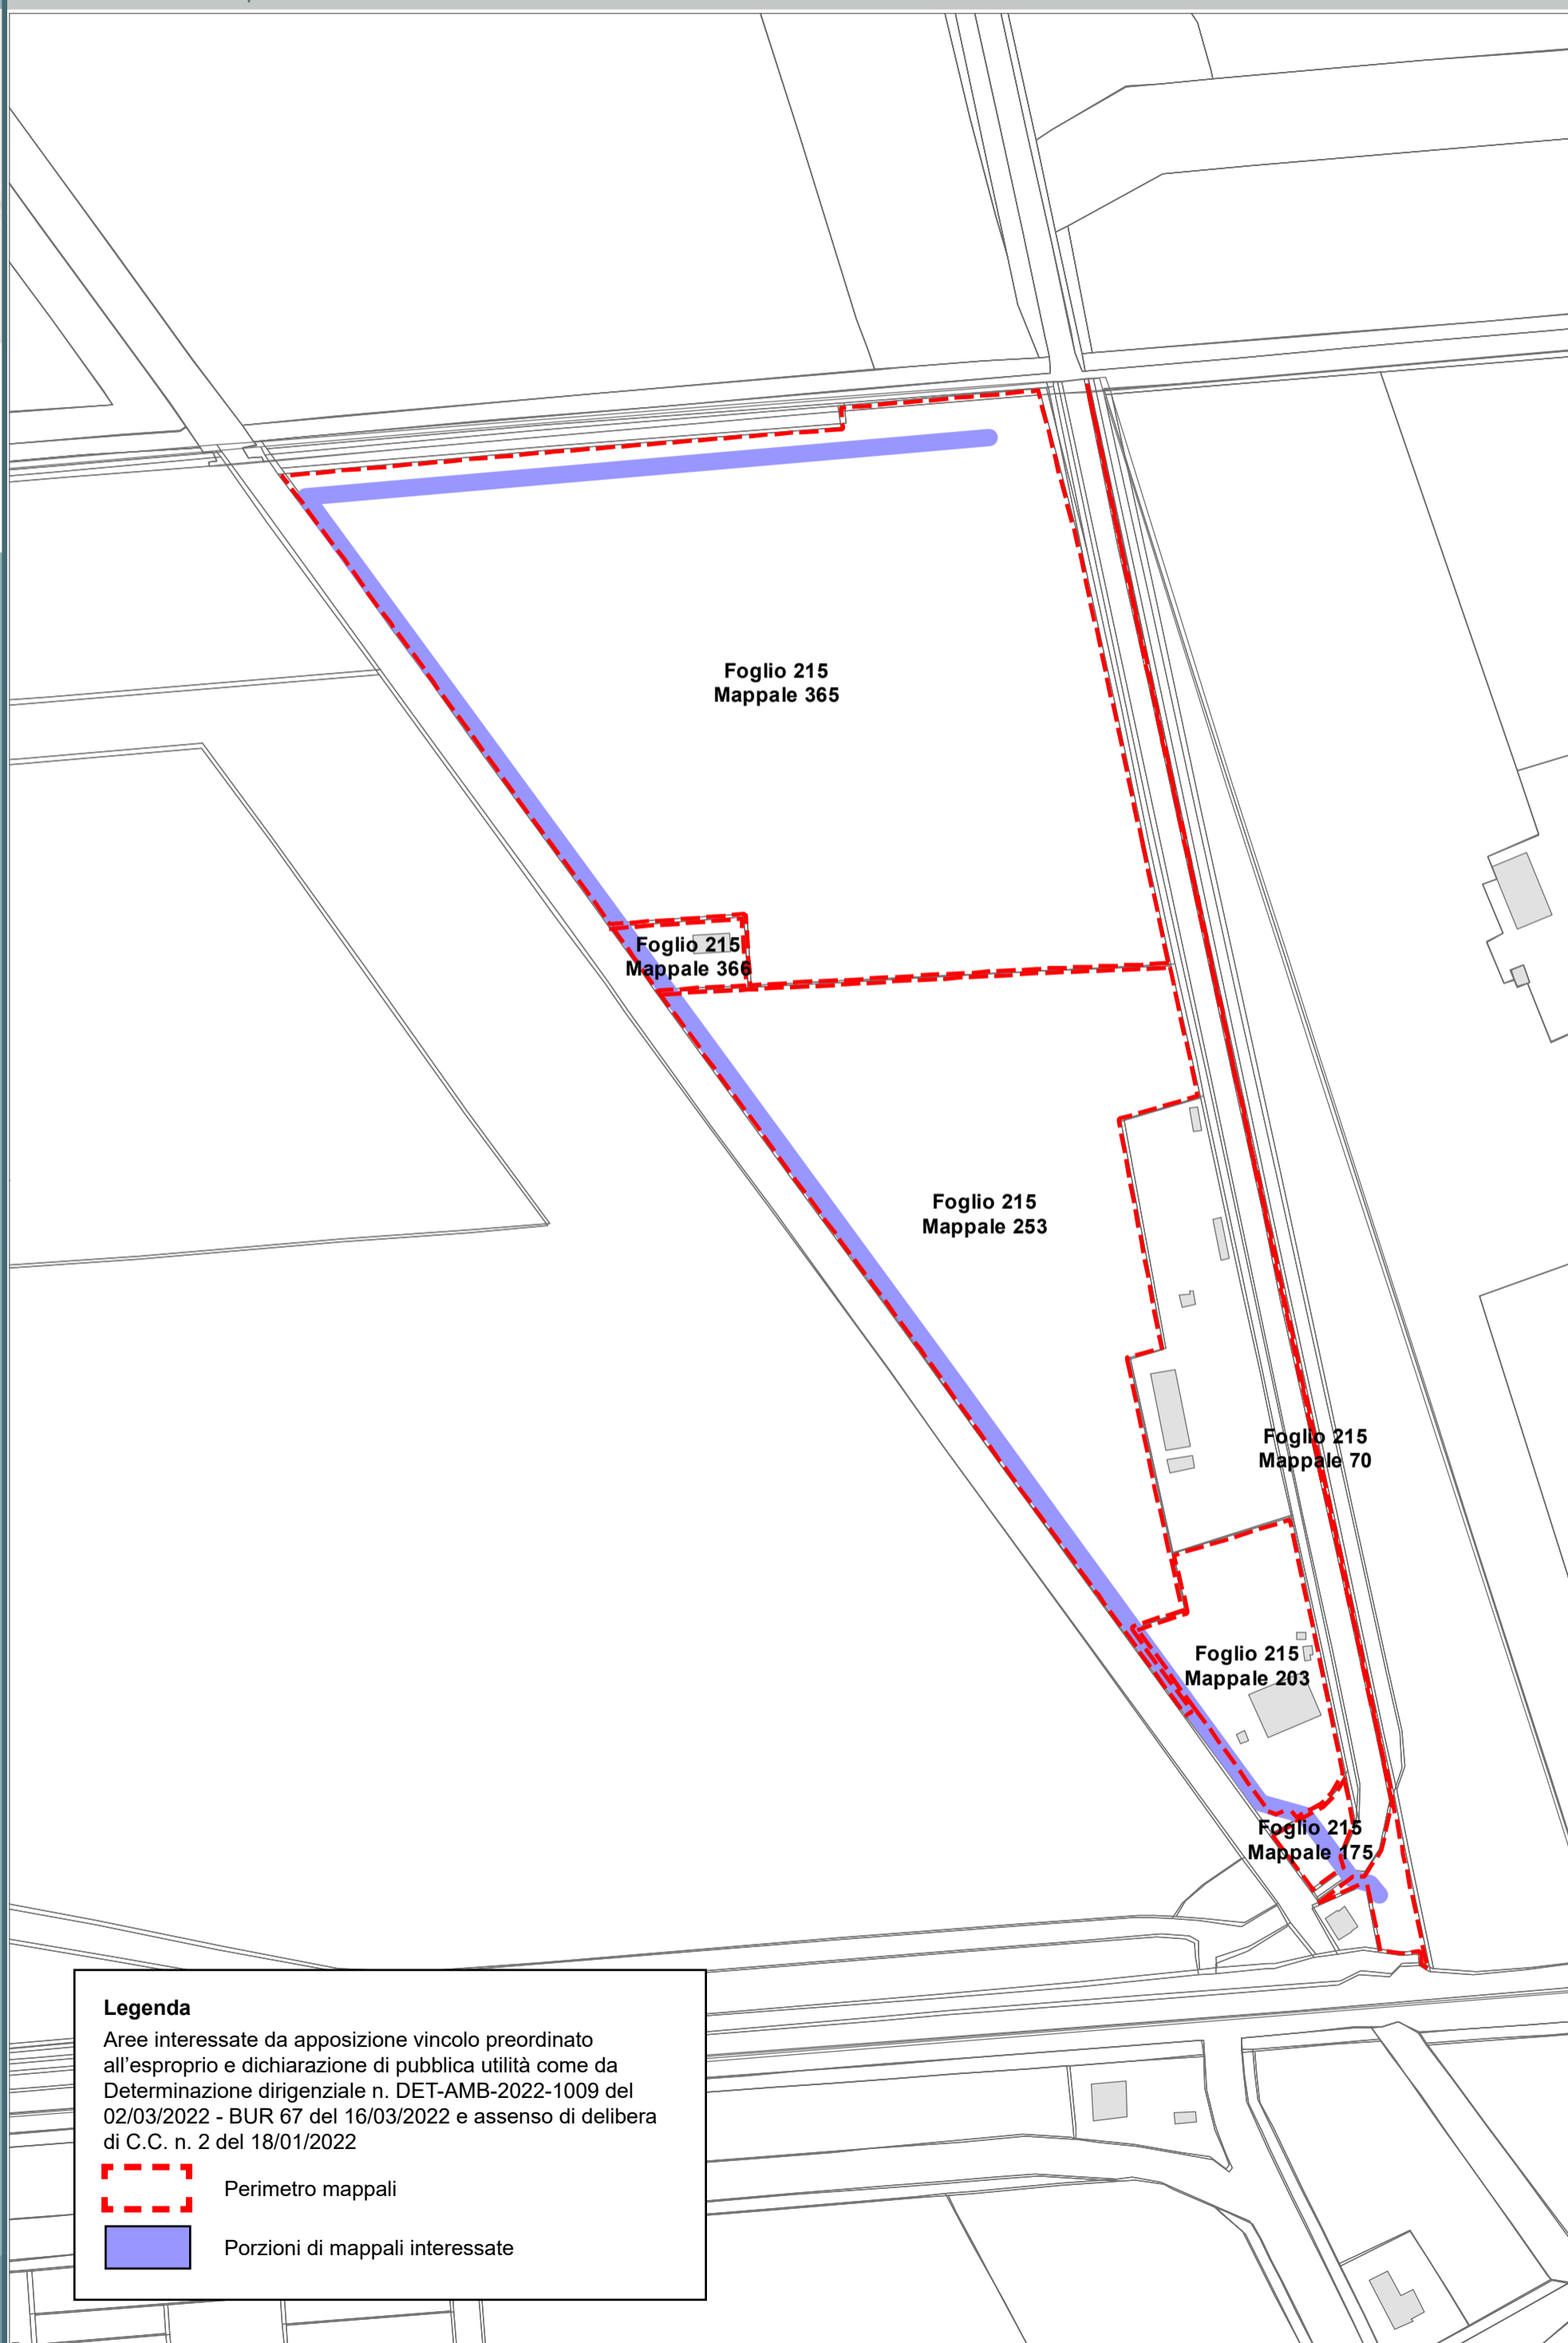 Foglio 215
Mappale 365
Foglio 215
Mappale 366
Foglio 215
Mappale 253
Foglio 215
Mappale 70
Foglio 215
Mappale 203
Foglio 215
Mappale 175
Legenda
Aree interessate da apposizione vincolo preordinato
all’esproprio e dichiarazione di pubblica utilità come da
Determinazione dirigenziale n. DET-AMB-2022-1009 del
02/03/2022 - BUR 67 del 16/03/2022 e assenso di delibera
di C.C. n. 2 del 18/01/2022
Perimetro mappali
Porzioni di mappali interessate